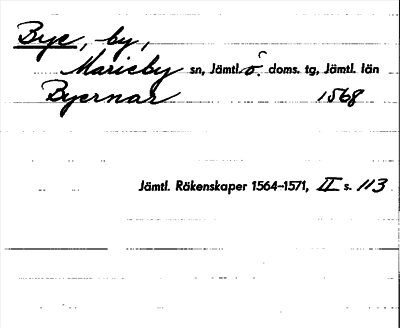 Bye, by,
Marieby sn, Jämtl. ö. doms. tg, Jämtl. län
Byernar 1568
Jämtl. Räkenskaper 1564–1571, II s. 113